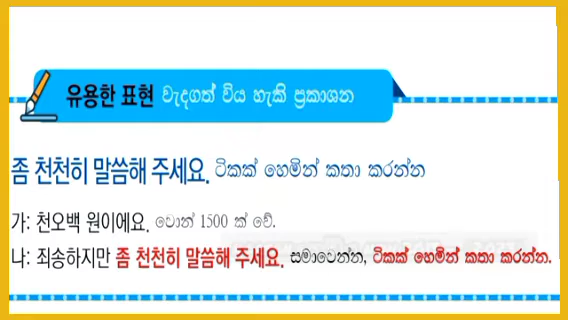 유용한 표현 වැදගත් විය හැකි ප්‍රකාශන
좀 천천히 말씀해 주세요. ටිකක් හෙමින් කතා කරන්න
가: 천오백 원이에요. වොන් 1500 ක් වේ.
나: 죄송하지만 좀 천천히 말씀해 주세요. සමාවෙන්න, ටිකක් හෙමින් කතා කරන්න.